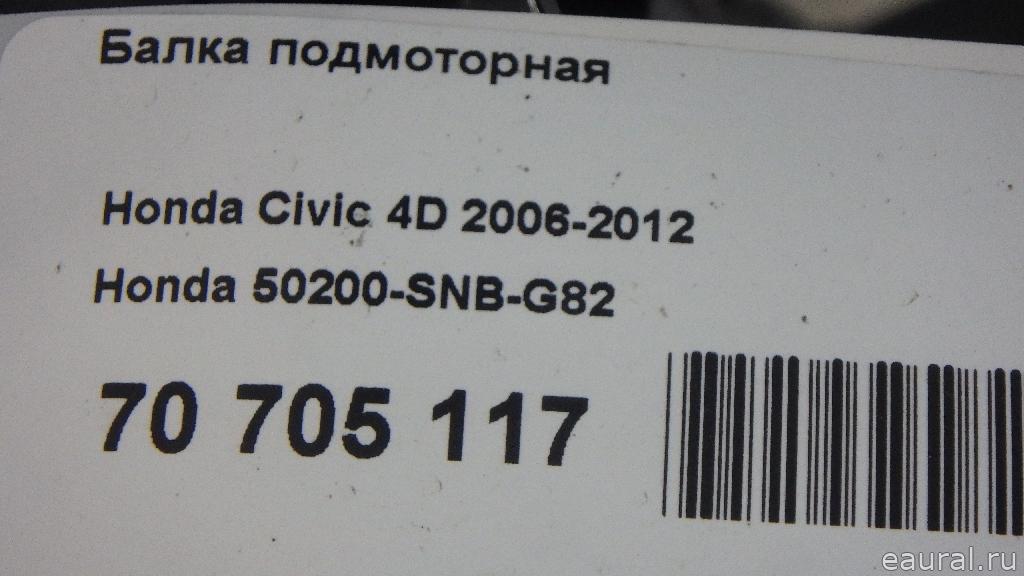 Балка подмоторная
Honda Civic 4D 2006-2012
Honda 50200-SNB-G82
70 705 117
eaural.ru